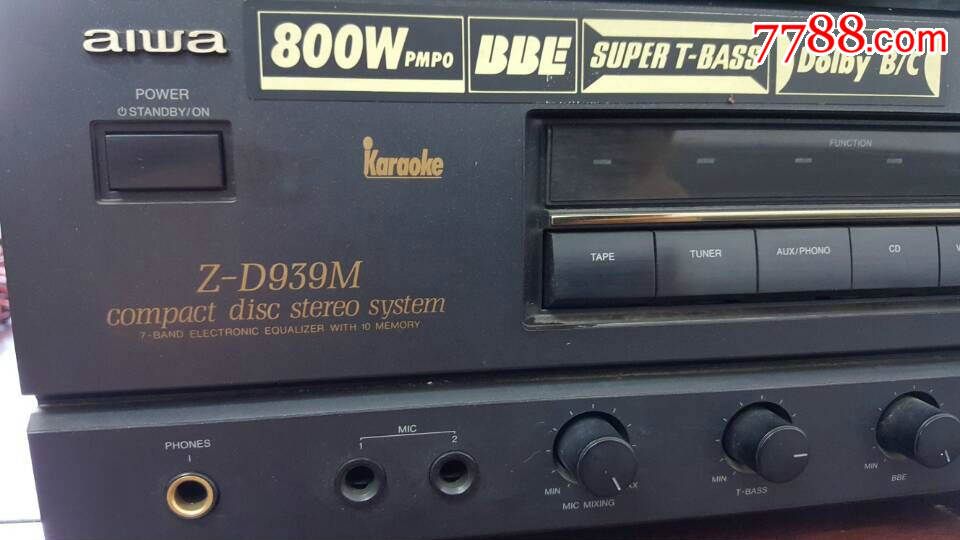 aiwa
800W PMPO
BBE
SUPER T-BASS
Dolby B/C
7788.com
POWER
STANDBY/ON
Karaoke
FUNCTION
TAPE
TUNER
AUX/PHONO
CD
Z-D939M
compact disc stereo system
7-BAND ELECTRONIC EQUALIZER WITH 10 MEMORY
PHONES
MIC
1
2
MIN
MIC MIXING
MIN
T-BASS
MIN
BBE